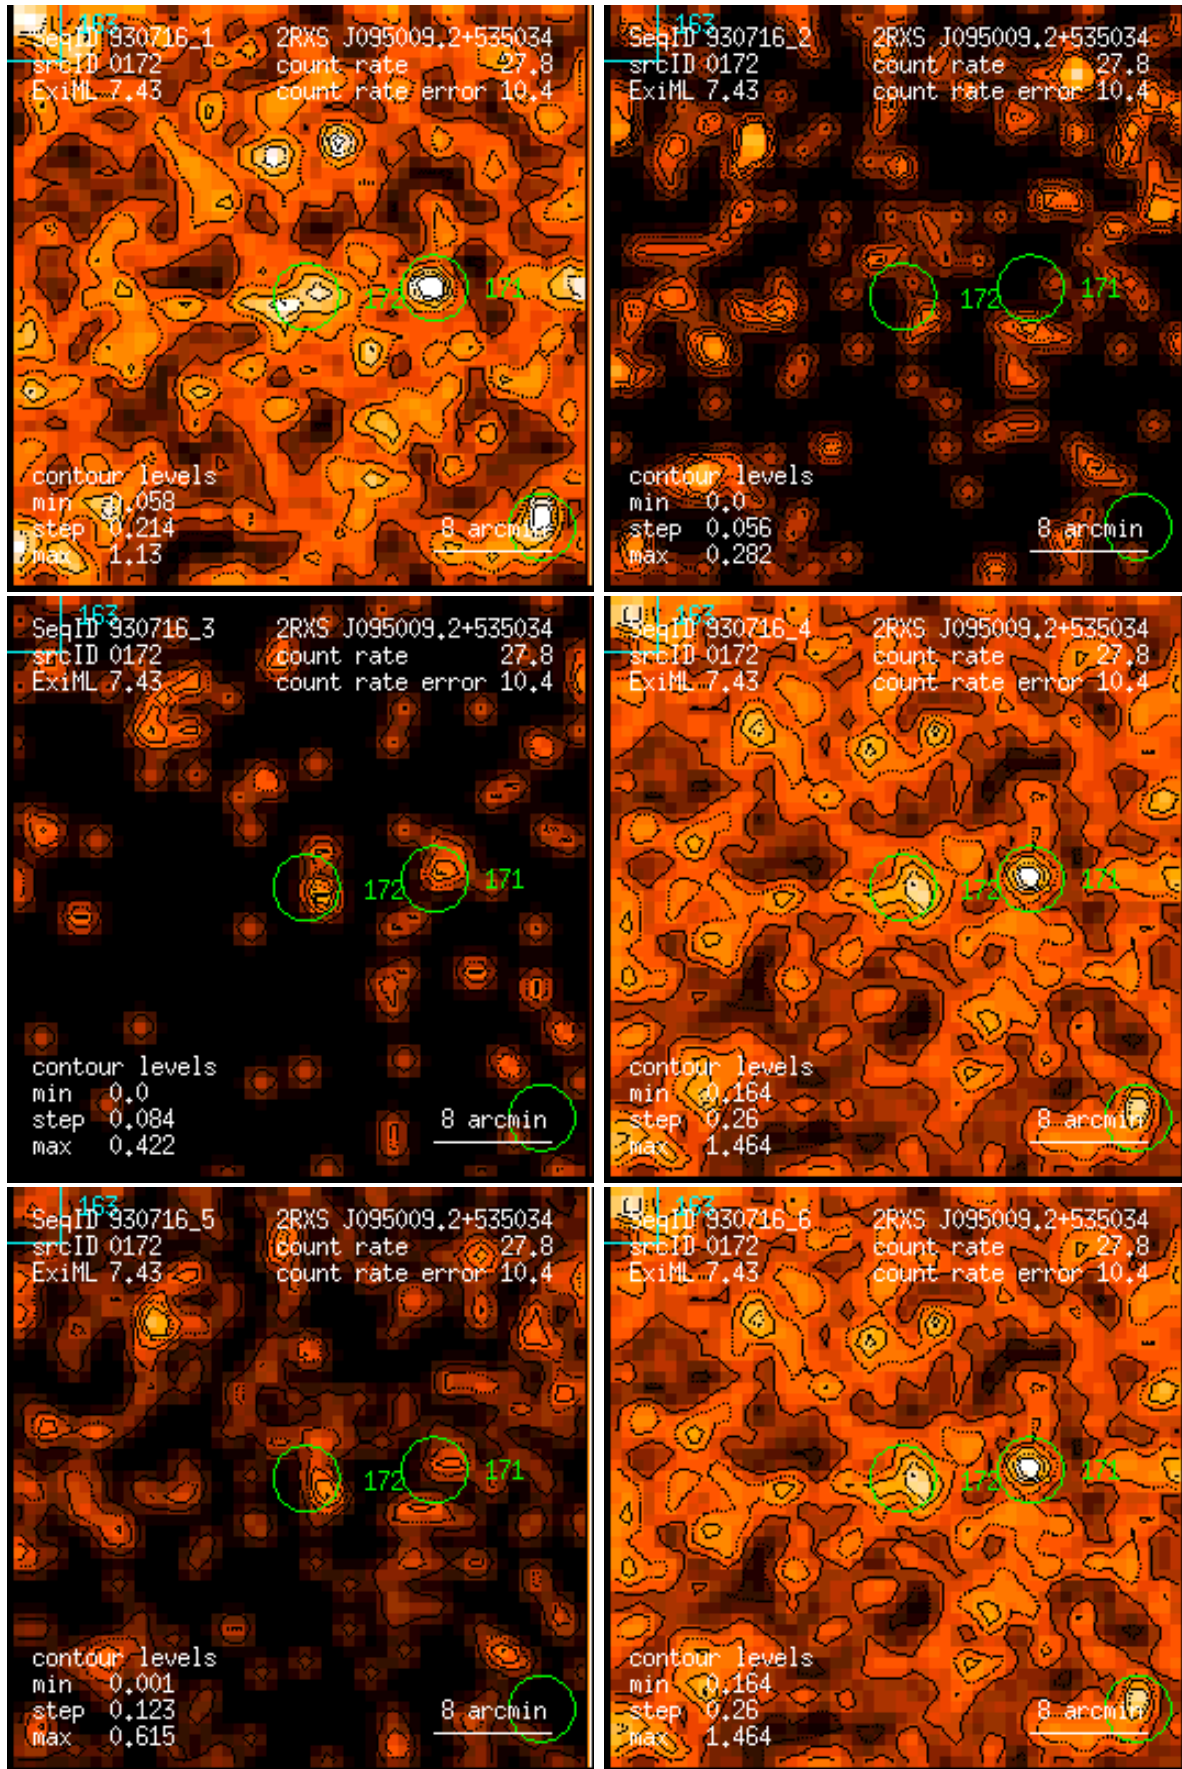 163
SeqID 930716_1 2RXS J095009.2+535034
srcID 0172 count rate 27.8
ExiML 7.43 count rate error 10.4
172 171
contour levels
min 0.058
step 0.214
max 1.13
8 arcmin
163
SeqID 930716_2 2RXS J095009.2+535034
srcID 0172 count rate 27.8
ExiML 7.43 count rate error 10.4
172 171
contour levels
min 0.0
step 0.056
max 0.282
8 arcmin
163
SeqID 930716_3 2RXS J095009.2+535034
srcID 0172 count rate 27.8
ExiML 7.43 count rate error 10.4
172 171
contour levels
min 0.0
step 0.084
max 0.422
8 arcmin
163
SeqID 930716_4 2RXS J095009.2+535034
srcID 0172 count rate 27.8
ExiML 7.43 count rate error 10.4
172 171
contour levels
min 0.164
step 0.26
max 1.464
8 arcmin
163
SeqID 930716_5 2RXS J095009.2+535034
srcID 0172 count rate 27.8
ExiML 7.43 count rate error 10.4
172 171
contour levels
min 0.001
step 0.123
max 0.615
8 arcmin
163
SeqID 930716_6 2RXS J095009.2+535034
srcID 0172 count rate 27.8
ExiML 7.43 count rate error 10.4
172 171
contour levels
min 0.164
step 0.26
max 1.464
8 arcmin